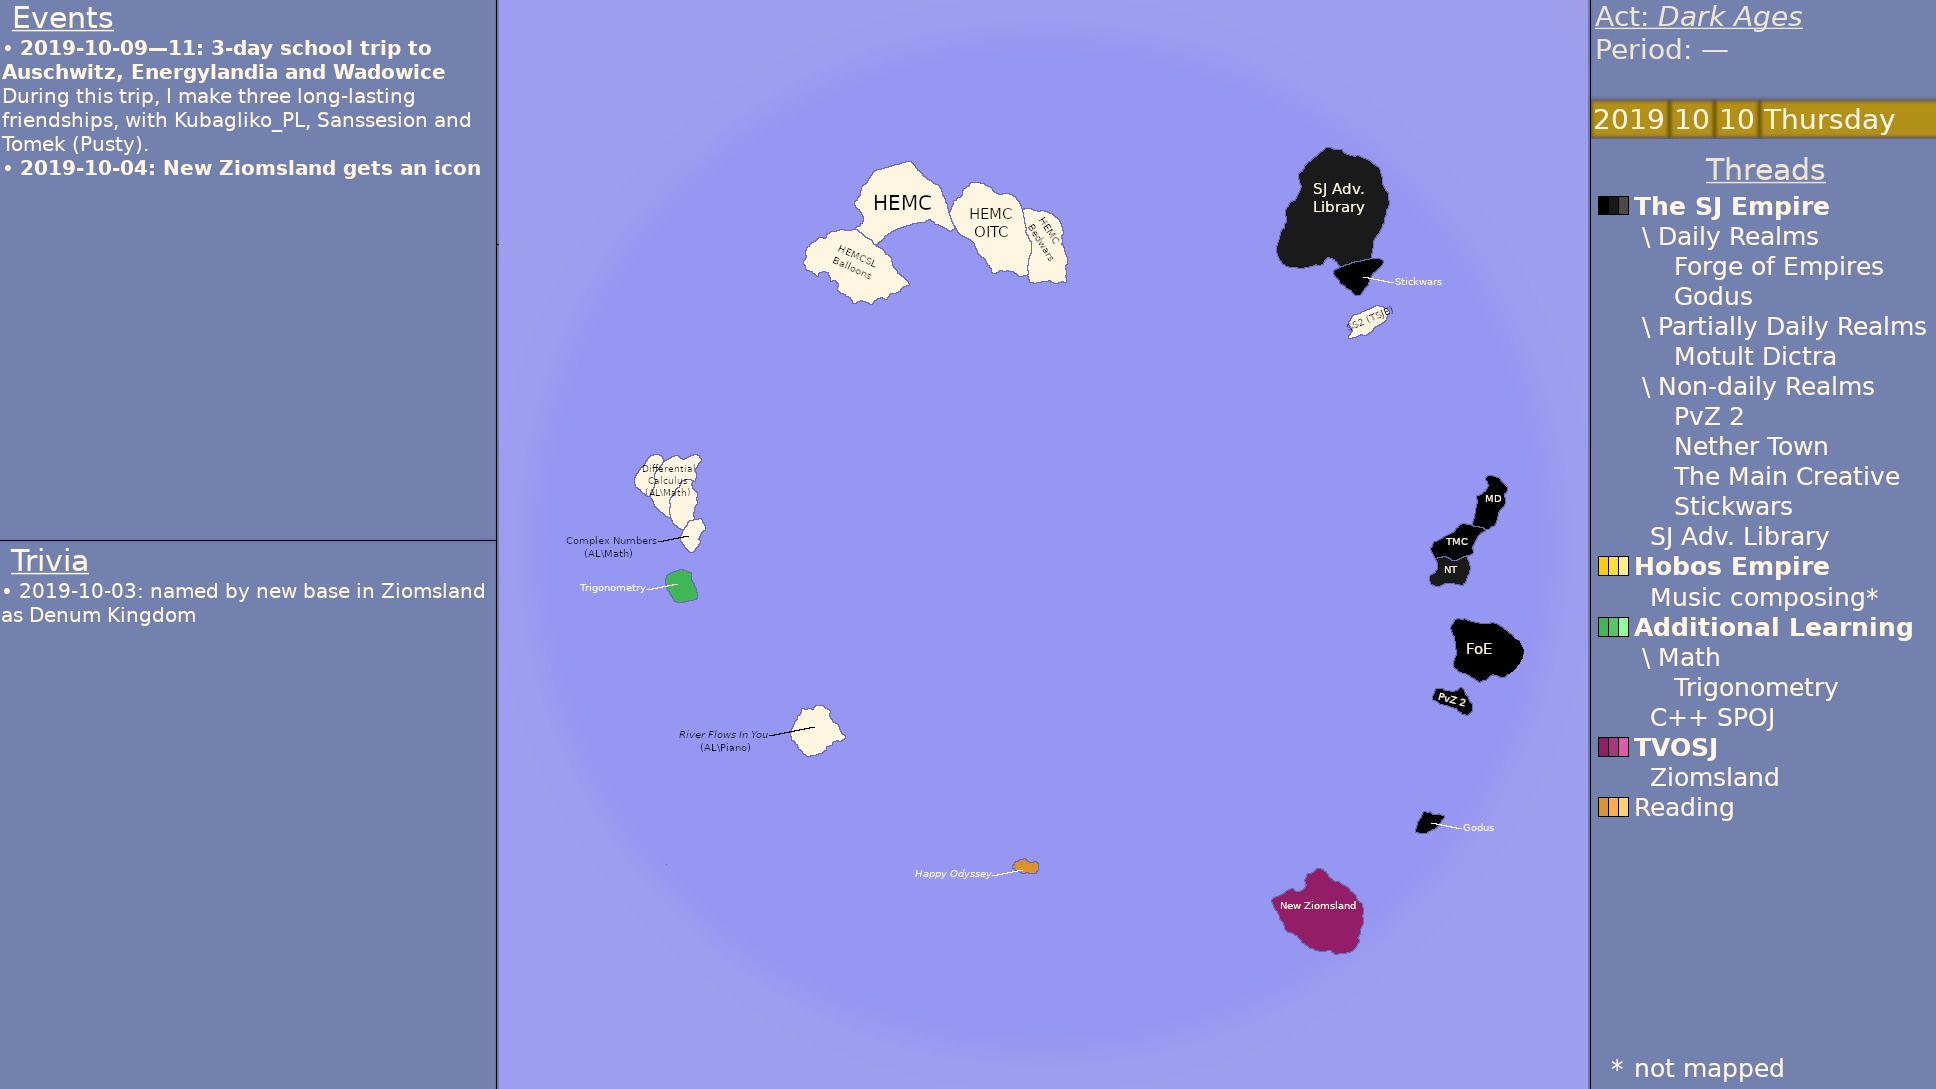 Events
• 2019-10-09—11: 3-day school trip to
Auschwitz, Energylandia and Wadowice
During this trip, I make three long-lasting
friendships, with Kubagliko_PL, Sanssesion and
Tomek (Pusty).
• 2019-10-04: New Ziomsland gets an icon
Trivia
• 2019-10-03: named by new base in Ziomsland
as Denum Kingdom
HEMC
HEMC
OITC
HEMC
Bedwars
HEMCSL
Balloons
SJ Adv.
Library
Stickwars
SS2 (TSJE)
Differential
Calculus
(AL\Math)
Complex Numbers
(AL\Math)
Trigonometry
MD
TMC
NT
FoE
PvZ 2
River Flows In You
(AL\Piano)
Godus
Happy Odyssey
New Ziomsland
Act: Dark Ages
Period: —
2019 10 10 Thursday
Threads
The SJ Empire
\ Daily Realms
Forge of Empires
Godus
\ Partially Daily Realms
Motult Dictra
\ Non-daily Realms
PvZ 2
Nether Town
The Main Creative
Stickwars
SJ Adv. Library
Hobos Empire
Music composing*
Additional Learning
\ Math
Trigonometry
C++ SPOJ
TVOSJ
Ziomsland
Reading
* not mapped